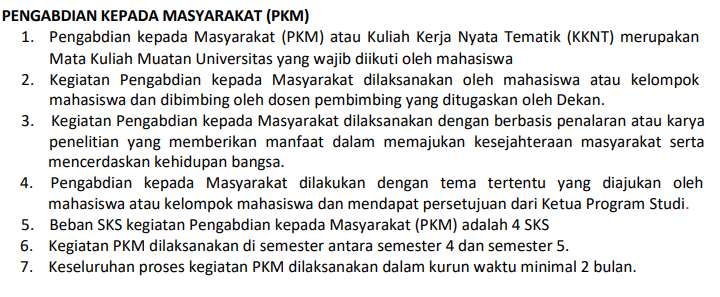 PENGABDIAN KEPADA MASYARAKAT (PKM)
1. Pengabdian kepada Masyarakat (PKM) atau Kuliah Kerja Nyata Tematik (KKNT) merupakan
Mata Kuliah Muatan Universitas yang wajib diikuti oleh mahasiswa
2. Kegiatan Pengabdian kepada Masyarakat dilaksanakan oleh mahasiswa atau kelompok
mahasiswa dan dibimbing oleh dosen pembimbing yang ditugaskan oleh Dekan.
3. Kegiatan Pengabdian kepada Masyarakat dilaksanakan dengan berbasis penalaran atau karya
penelitian yang memberikan manfaat dalam memajukan kesejahteraan masyarakat serta
mencerdaskan kehidupan bangsa.
4. Pengabdian kepada Masyarakat dilakukan dengan tema tertentu yang diajukan oleh
mahasiswa atau kelompok mahasiswa dan mendapat persetujuan dari Ketua Program Studi.
5. Beban SKS kegiatan Pengabdian kepada Masyarakat (PKM) adalah 4 SKS
6. Kegiatan PKM dilaksanakan di semester antara semester 4 dan semester 5.
7. Keseluruhan proses kegiatan PKM dilaksanakan dalam kurun waktu minimal 2 bulan.